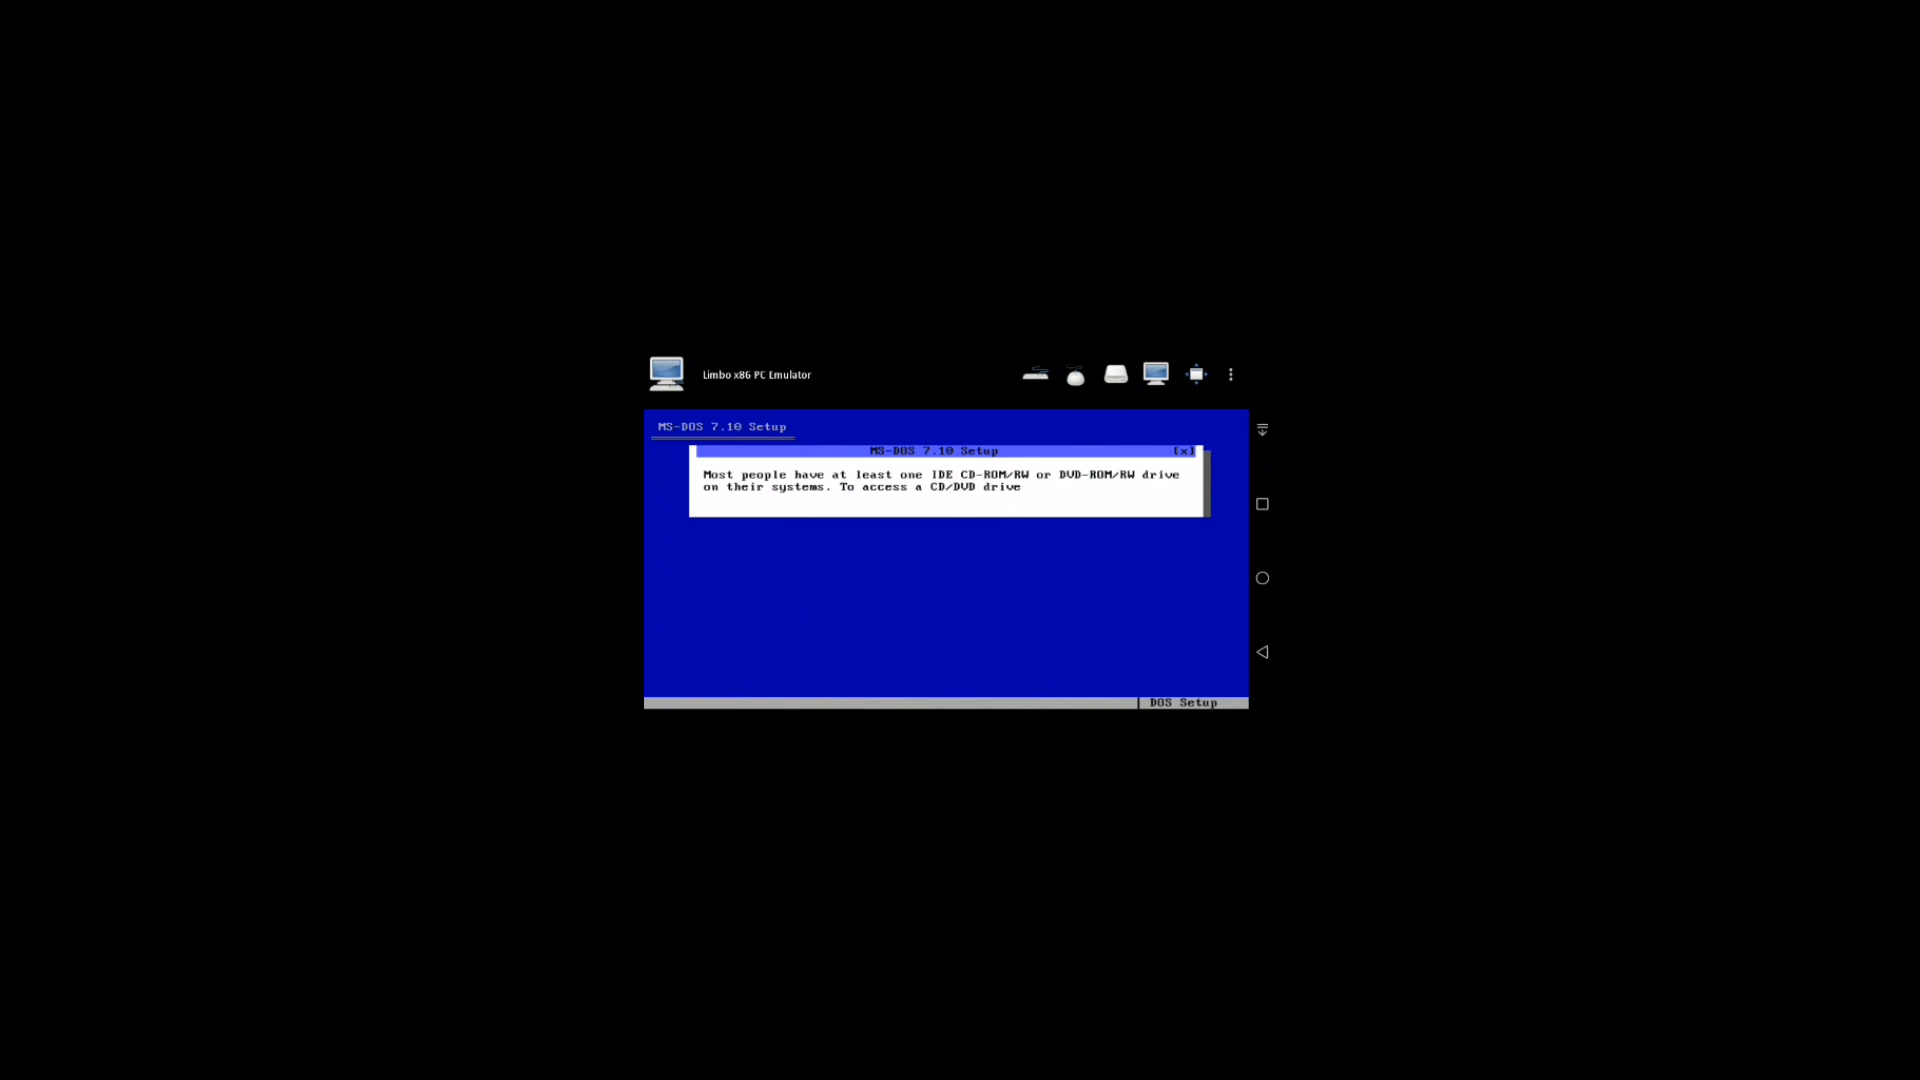 Limbo x86 PC Emulator
MS-DOS 7.10 Setup
MS-DOS 7.10 Setup [x]
Most people have at least one IDE CD-ROM/RW or DVD-ROM/RW drive
on their systems. To access a CD/DVD drive
DOS Setup